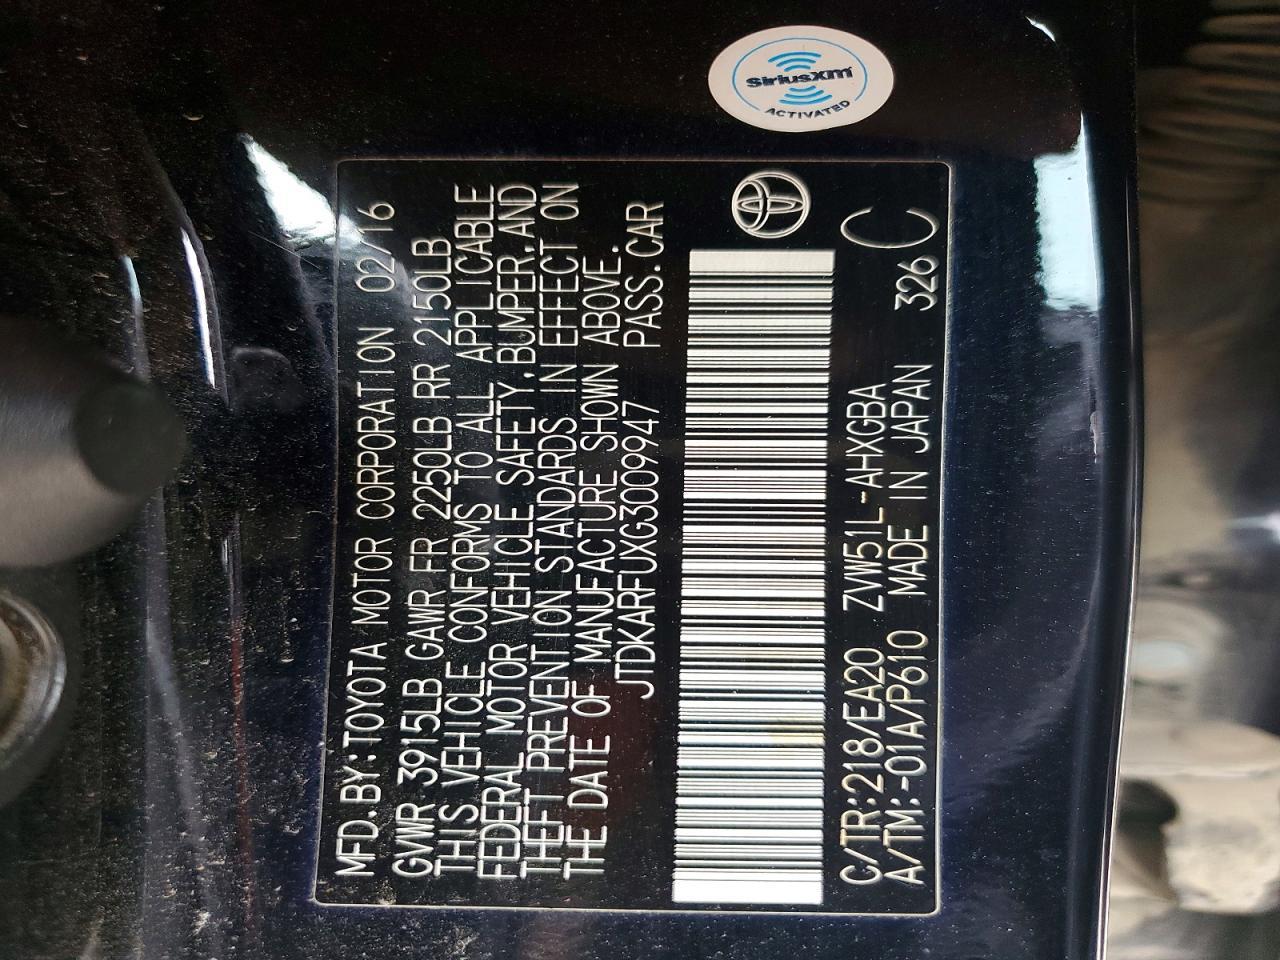 SiriusXm
ACTIVATED
MFD.BY:TOYOTA MOTOR CORPORATION 02/16
GVWR 3915LB GAWR FR 2250LB RR 2150LB
THIS VEHICLE CONFORMS TO ALL APPLICABLE
FEDERAL MOTOR VEHICLE SAFETY,BUMPER,AND
THEFT PREVENTION STANDARDS IN EFFECT ON
THE DATE OF MANUFACTURE SHOWN ABOVE.
JTDKARFUXG3009947 PASS.CAR
C/TR:218/EA20 ZVW51L-AHXGBA C
A/TM:-01A/P610 MADE IN JAPAN 326